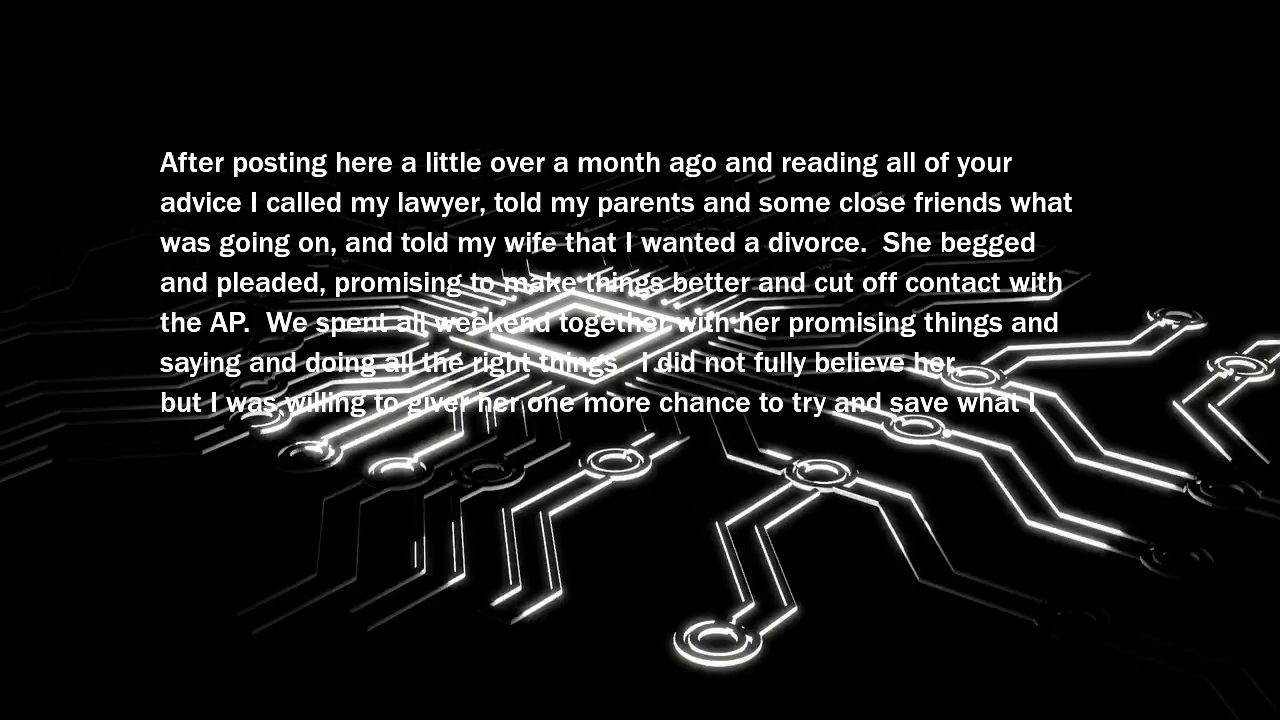 After posting here a little over a month ago and reading all of your
advice I called my lawyer, told my parents and some close friends what
was going on, and told my wife that I wanted a divorce.  She begged
and pleaded, promising to make things better and cut off contact with
the AP.  We spent all weekend together with her promising things and
saying and doing all the right things.  I did not fully believe her,
but I was willing to giver her one more chance to try and save what I